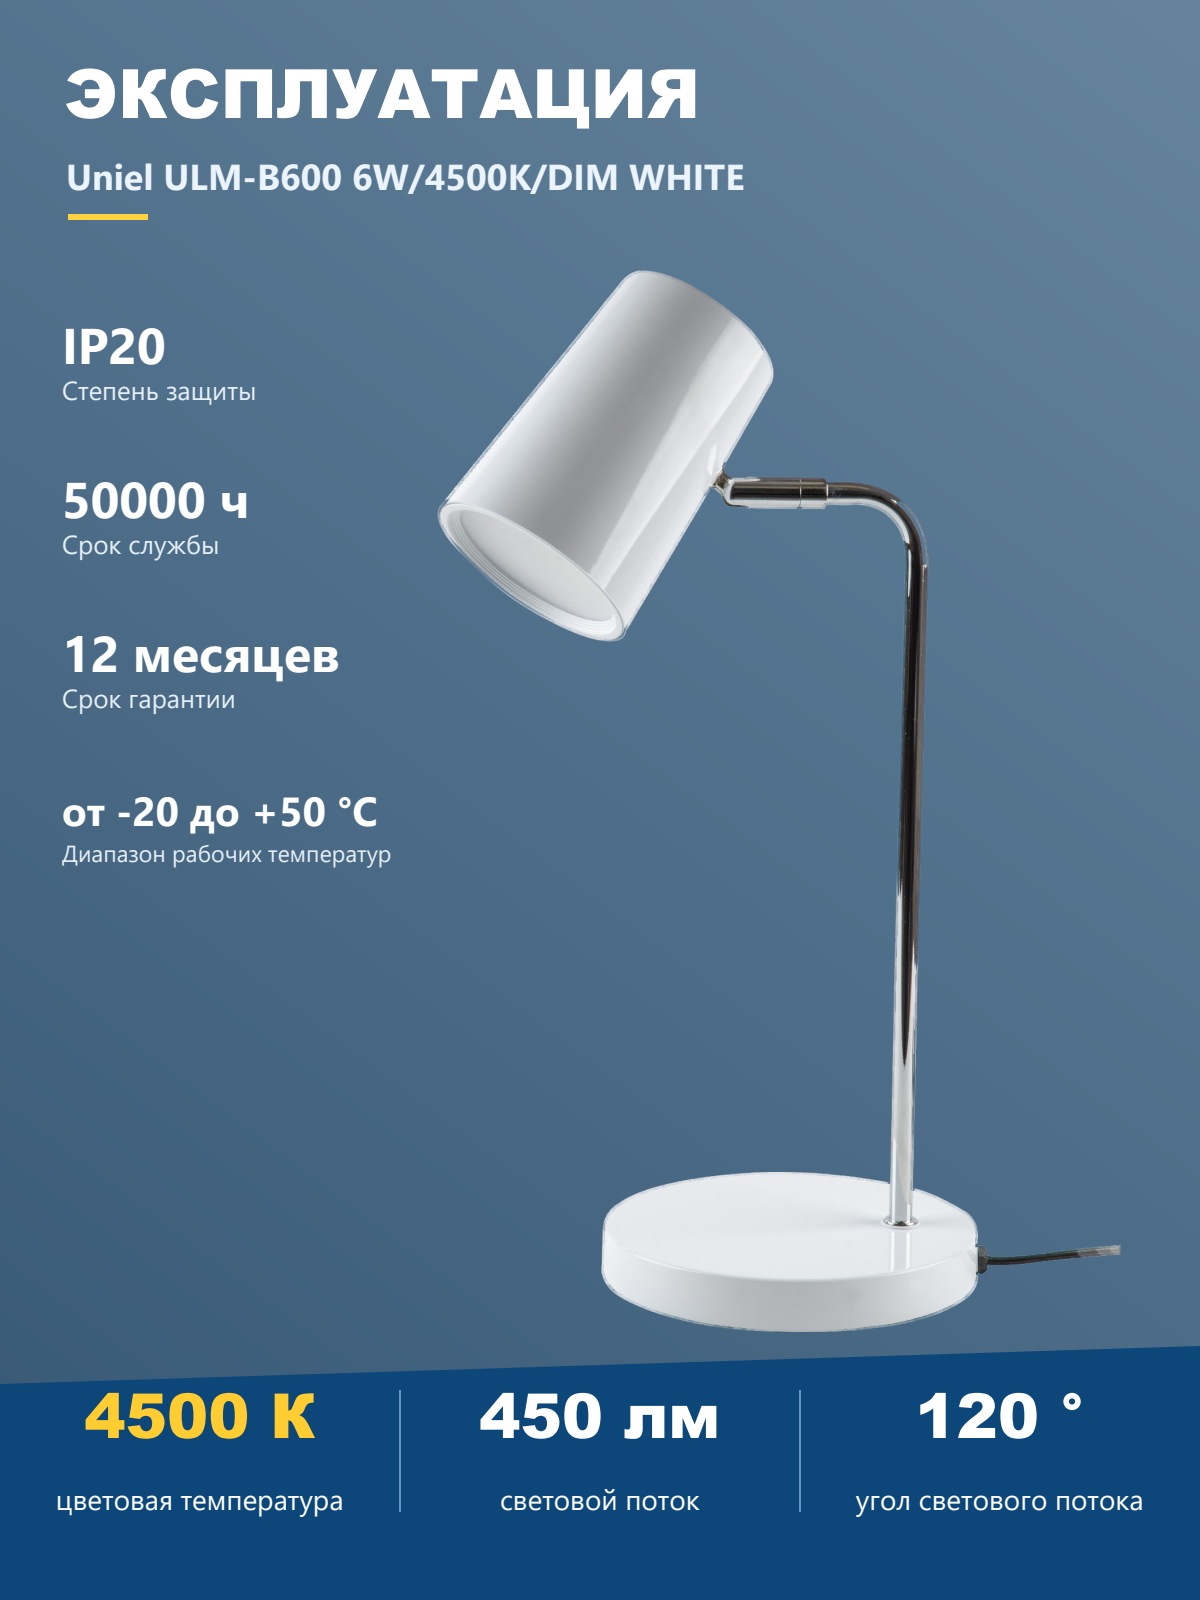 ЭКСПЛУАТАЦИЯ
Uniel ULM-B600 6W/4500K/DIM WHITE
IP20
Степень защиты
50000 ч
Срок службы
12 месяцев
Срок гарантии
от -20 до +50 °C
Диапазон рабочих температур
4500 К
цветовая температура
450 лм
световой поток
120 °
угол светового потока